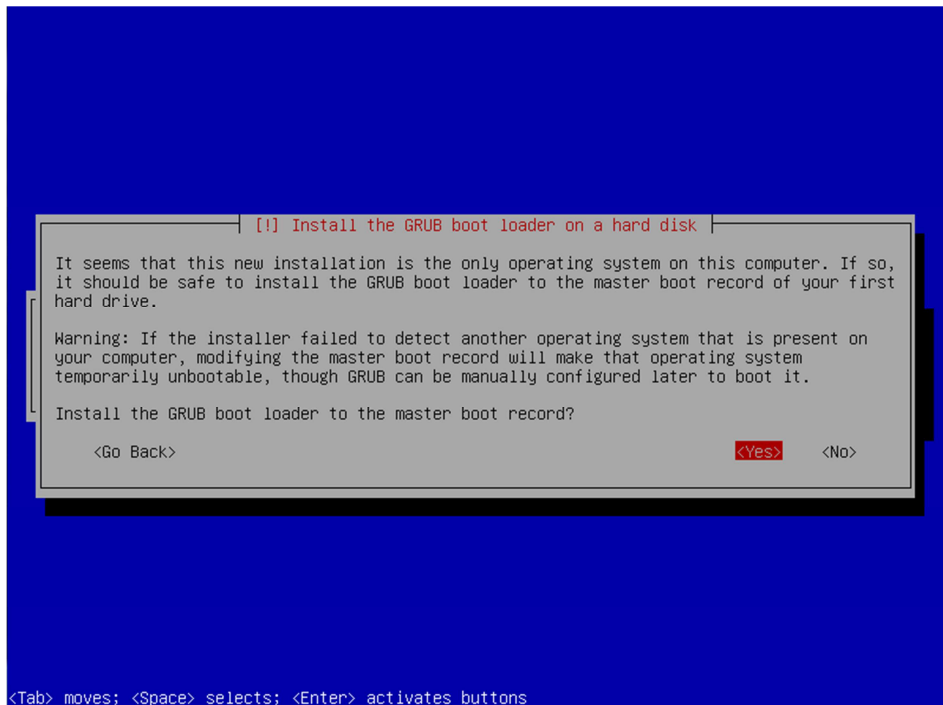 [!] Install the GRUB boot loader on a hard disk
It seems that this new installation is the only operating system on this computer. If so,
it should be safe to install the GRUB boot loader to the master boot record of your first
hard drive.
Warning: If the installer failed to detect another operating system that is present on
your computer, modifying the master boot record will make that operating system
temporarily unbootable, though GRUB can be manually configured later to boot it.
Install the GRUB boot loader to the master boot record?
<Go Back> <Yes> <No>
<Tab> moves; <Space> selects; <Enter> activates buttons